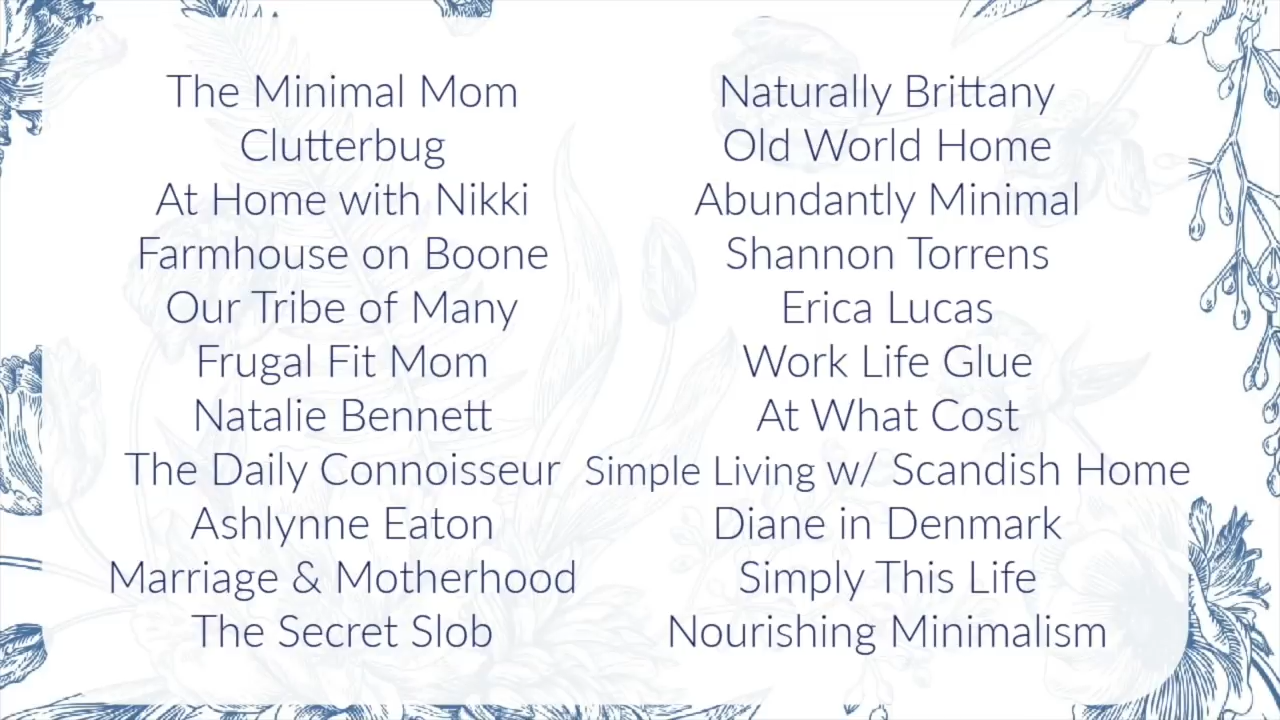 The Minimal Mom
Clutterbug
At Home with Nikki
Farmhouse on Boone
Our Tribe of Many
Frugal Fit Mom
Natalie Bennett
The Daily Connoisseur
Ashlynne Eaton
Marriage & Motherhood
The Secret Slob
Naturally Brittany
Old World Home
Abundantly Minimal
Shannon Torrens
Erica Lucas
Work Life Glue
At What Cost
Simple Living w/ Scandish Home
Diane in Denmark
Simply This Life
Nourishing Minimalism